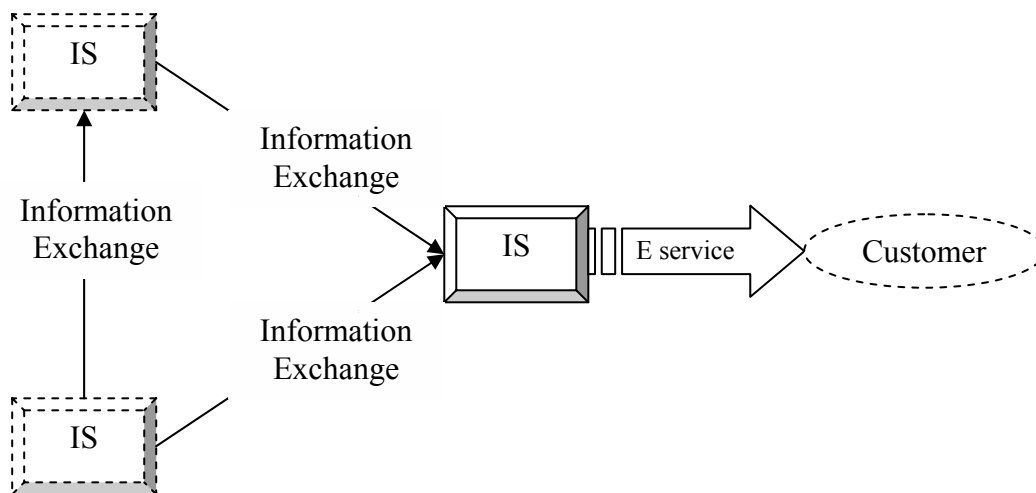 IS
Information
Exchange
Information
Exchange
IS
E service
Customer
Information
Exchange
IS